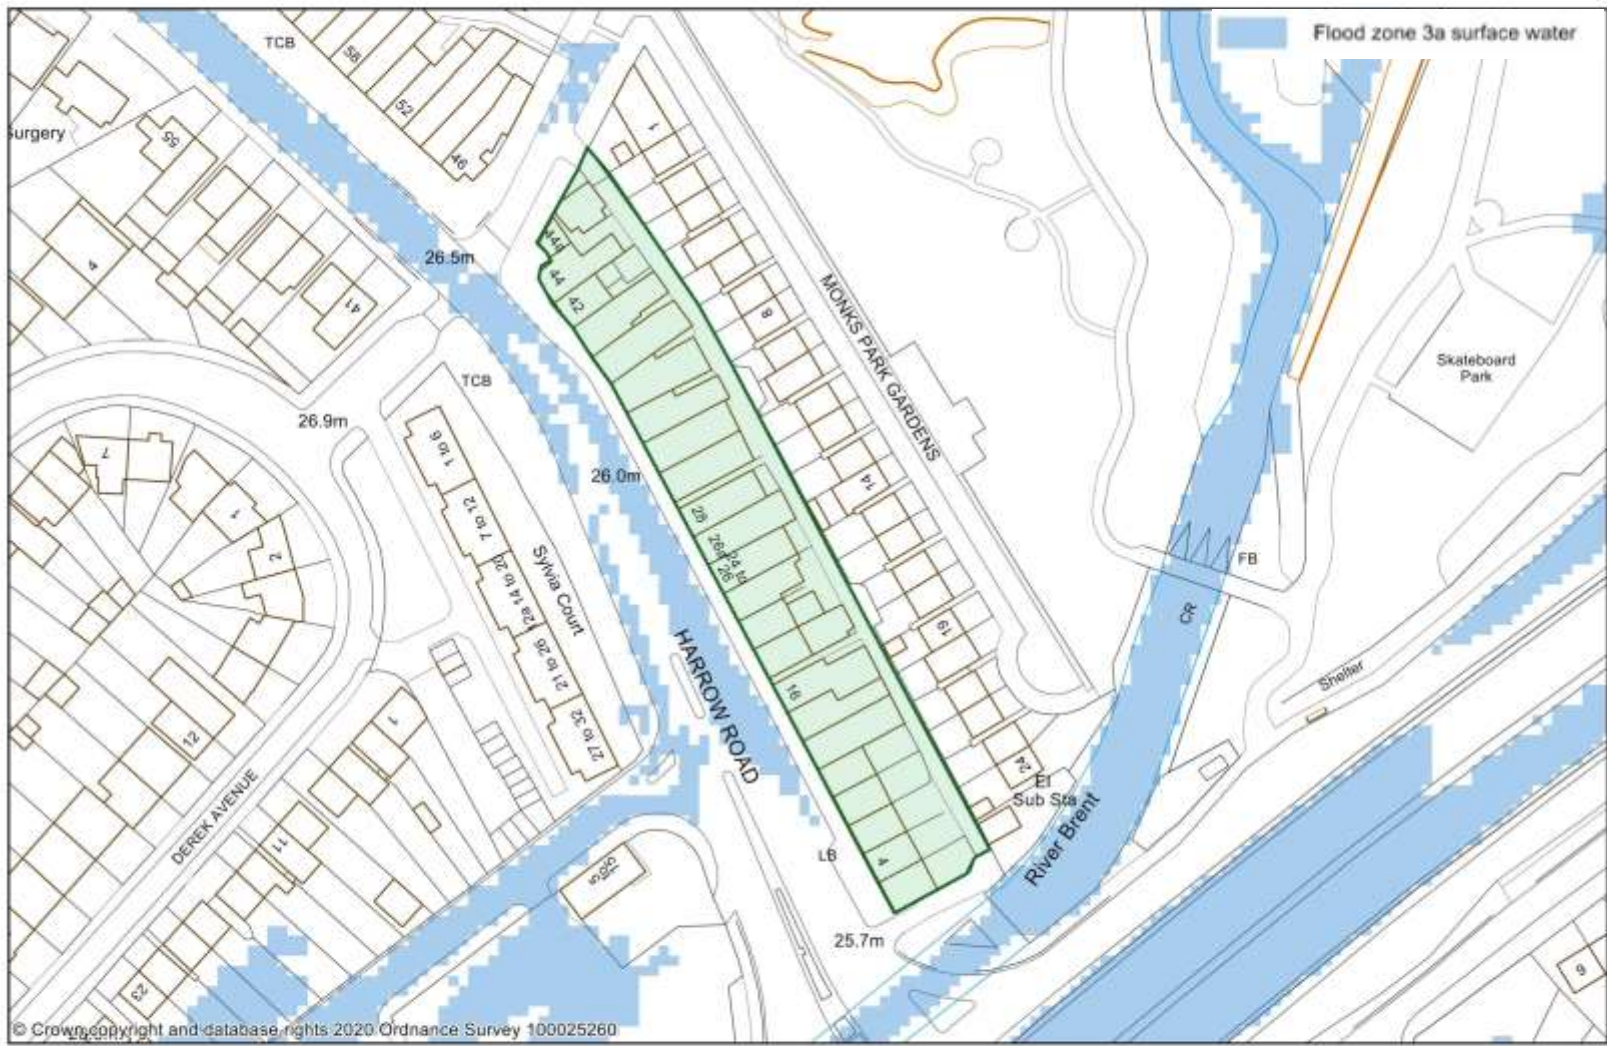 Flood zone 3a surface water
TCB
58
52
46
55
urgery
1
44a
44
42
26.5m
4
41
8
MONKS PARK GARDENS
Skateboard
Park
TCB
26.9m
7
1 to 6
26.0m
14
1
7 to 12
28
2
26a
24 to
26
12a 14 to 20
Sylvia Court
FB
CR
19
21 to 26
HARROW ROAD
Shelter
16
12
1
27 to 32
24
El
Sub Sta
River Brent
DEREK AVENUE
11
LB
4
25.7m
23
6
© Crown copyright and database rights 2020 Ordnance Survey 100025260